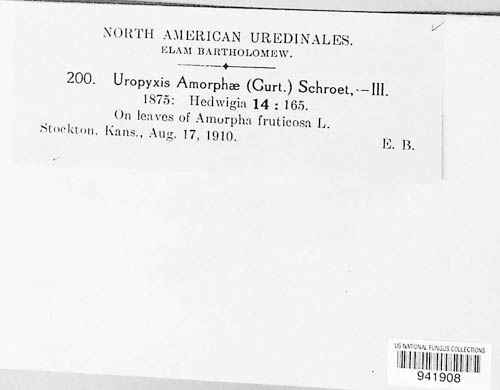 NORTH AMERICAN UREDINALES.
ELAM BARTHOLOMEW.
200. Uropyxis Amorphæ (Curt.) Schroet,--III.
1875: Hedwigia 14 : 165.
On leaves of Amorpha fruticosa L.
Stockton, Kans., Aug. 17, 1910.
E. B.
US NATIONAL FUNGUS COLLECTIONS
941908